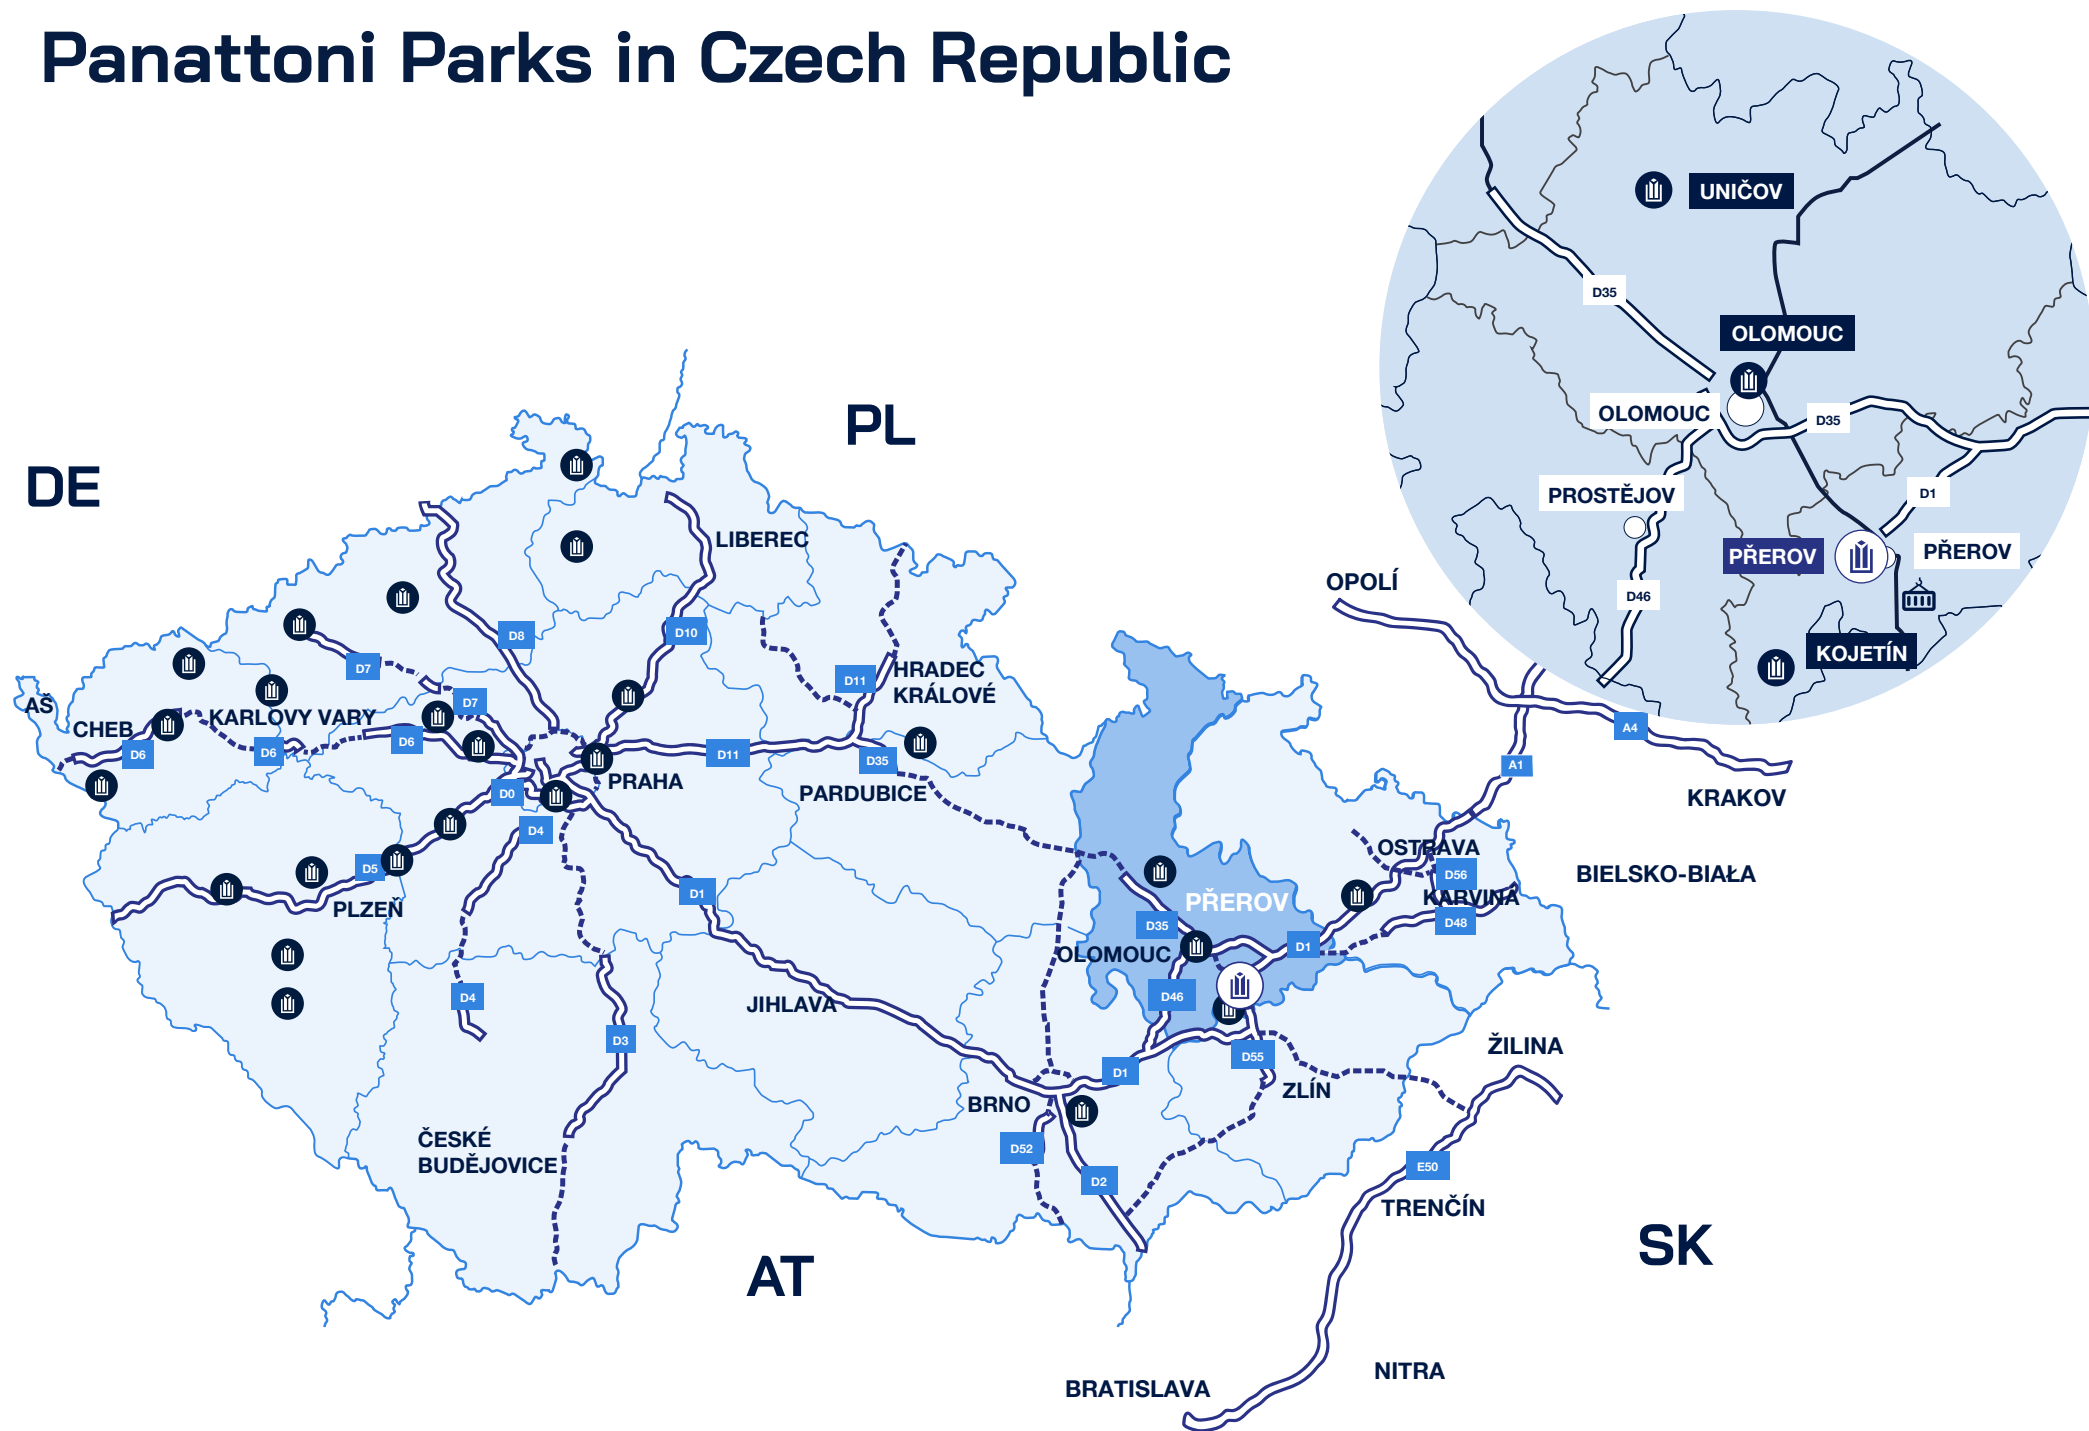 Panattoni Parks in Czech Republic
UNIČOV
D35
OLOMOUC
OLOMOUC
D35
PROSTĚJOV
D1
PŘEROV
PŘEROV
D46
KOJETÍN
PL
DE
LIBEREC
OPOLÍ
D8
D10
D7
HRADEC
KRÁLOVÉ
D11
AŠ
D7
CHEB
KARLOVY VARY
D6
D6
D6
D11
D35
A4
A1
PRAHA
PARDUBICE
D0
KRAKOV
D4
OSTRAVA
D5
D56
BIELSKO-BIAŁA
D1
KARVINÁ
PLZEŇ
PŘEROV
D35
D48
OLOMOUC
D1
D4
D46
JIHLAVA
D3
ŽILINA
D55
D1
ZLÍN
BRNO
ČESKÉ
BUDĚJOVICE
D52
E50
D2
TRENČÍN
SK
AT
NITRA
BRATISLAVA